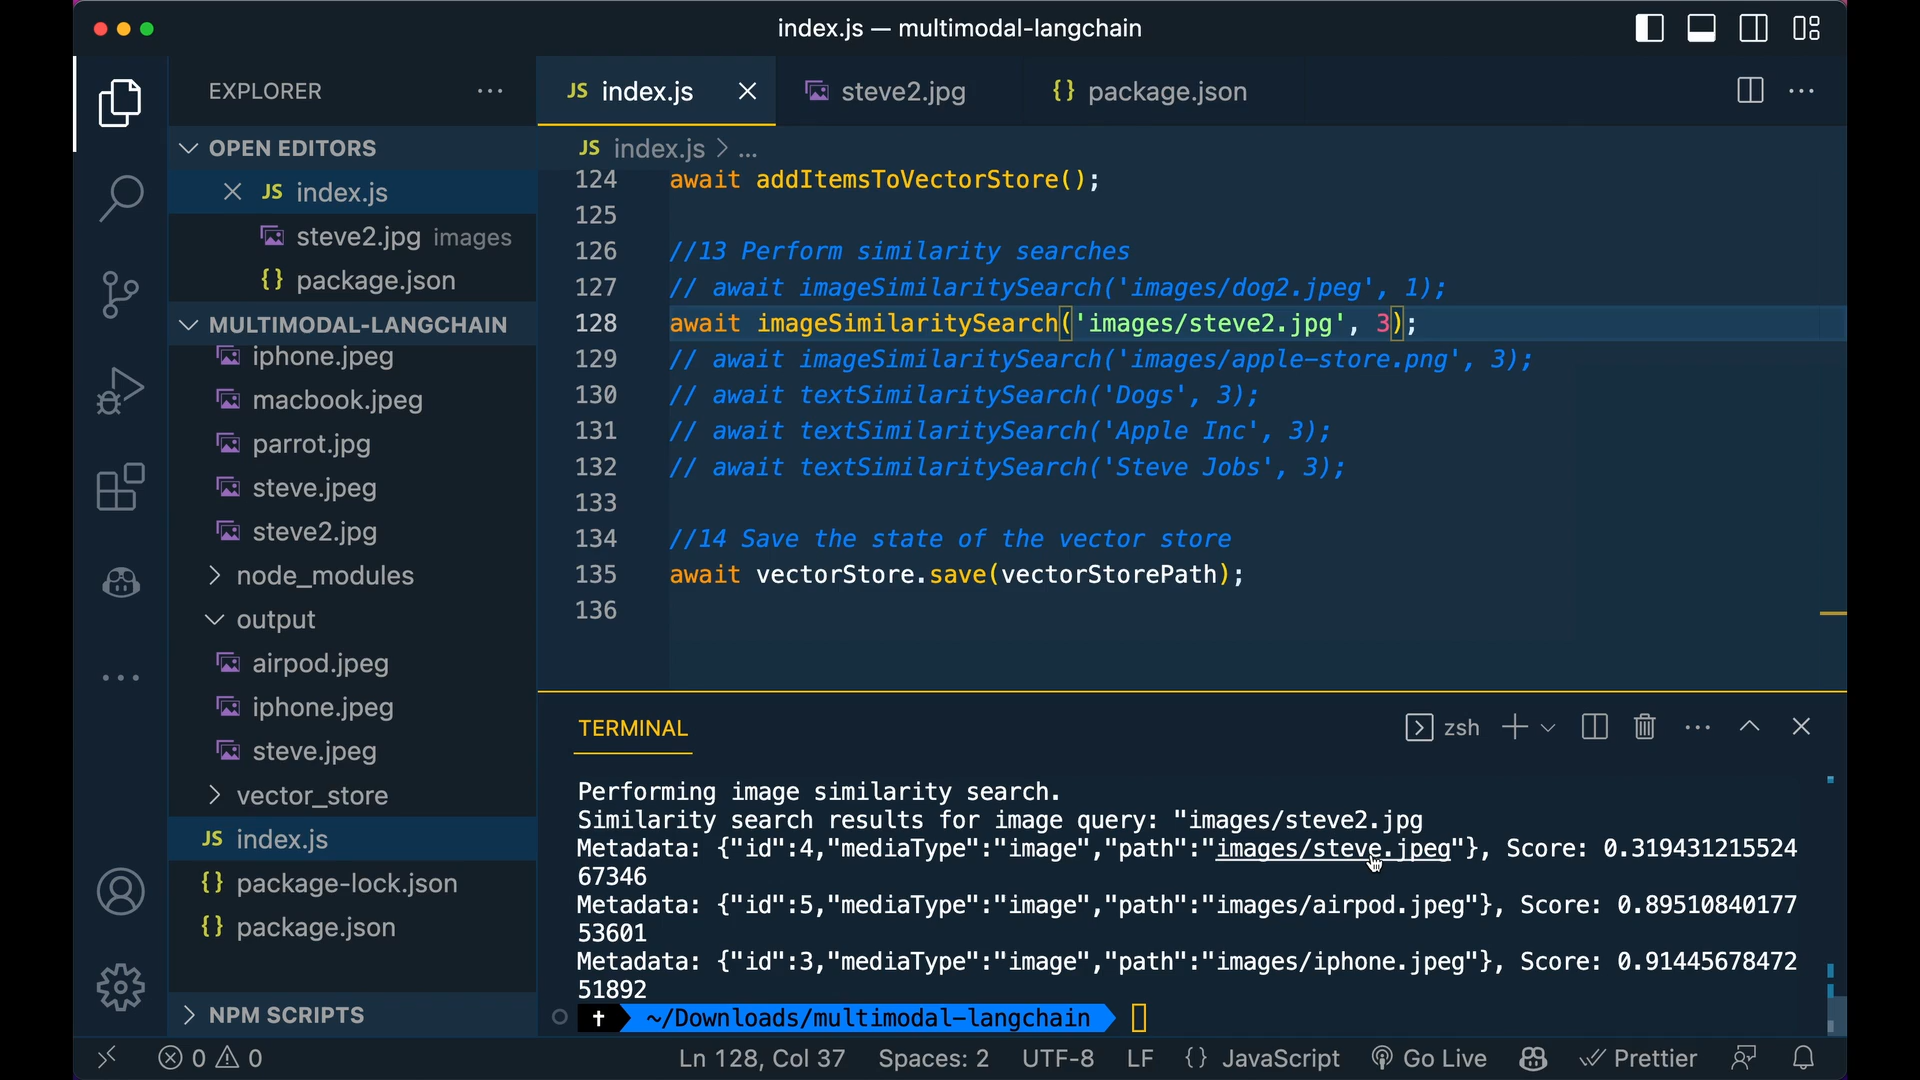 index.js — multimodal-langchain
EXPLORER
JS index.js
steve2.jpg
{} package.json
OPEN EDITORS
JS index.js
steve2.jpg images
{} package.json
MULTIMODAL-LANGCHAIN
iphone.jpeg
macbook.jpeg
parrot.jpg
steve.jpeg
steve2.jpg
node_modules
output
airpod.jpeg
iphone.jpeg
steve.jpeg
vector_store
JS index.js
{} package-lock.json
{} package.json
NPM SCRIPTS
JS index.js > ...
124 await addItemsToVectorStore();
125
126 //13 Perform similarity searches
127 // await imageSimilaritySearch('images/dog2.jpeg', 1);
128 await imageSimilaritySearch('images/steve2.jpg', 3);
129 // await imageSimilaritySearch('images/apple-store.png', 3);
130 // await textSimilaritySearch('Dogs', 3);
131 // await textSimilaritySearch('Apple Inc', 3);
132 // await textSimilaritySearch('Steve Jobs', 3);
133
134 //14 Save the state of the vector store
135 await vectorStore.save(vectorStorePath);
136
TERMINAL
zsh
Performing image similarity search.
Similarity search results for image query: "images/steve2.jpg
Metadata: {"id":4,"mediaType":"image","path":"images/steve.jpeg"}, Score: 0.319431215524
67346
Metadata: {"id":5,"mediaType":"image","path":"images/airpod.jpeg"}, Score: 0.89510840177
53601
Metadata: {"id":3,"mediaType":"image","path":"images/iphone.jpeg"}, Score: 0.91445678472
51892
~/Downloads/multimodal-langchain
0 0
Ln 128, Col 37 Spaces: 2 UTF-8 LF {} JavaScript Go Live Prettier